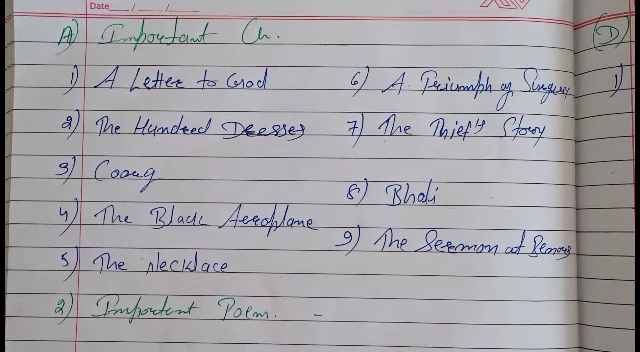 Date / /
A) Important Ch.
1) A Letter to God
2) The Hundred Dresses
3) Coorg
4) The Black Aeroplane
5) The Necklace
6) A Triumph of Surgery
7) The Thief's Story
8) Bholi
9) The Sermon at Benares
2) Important Poem. -
D)
1)